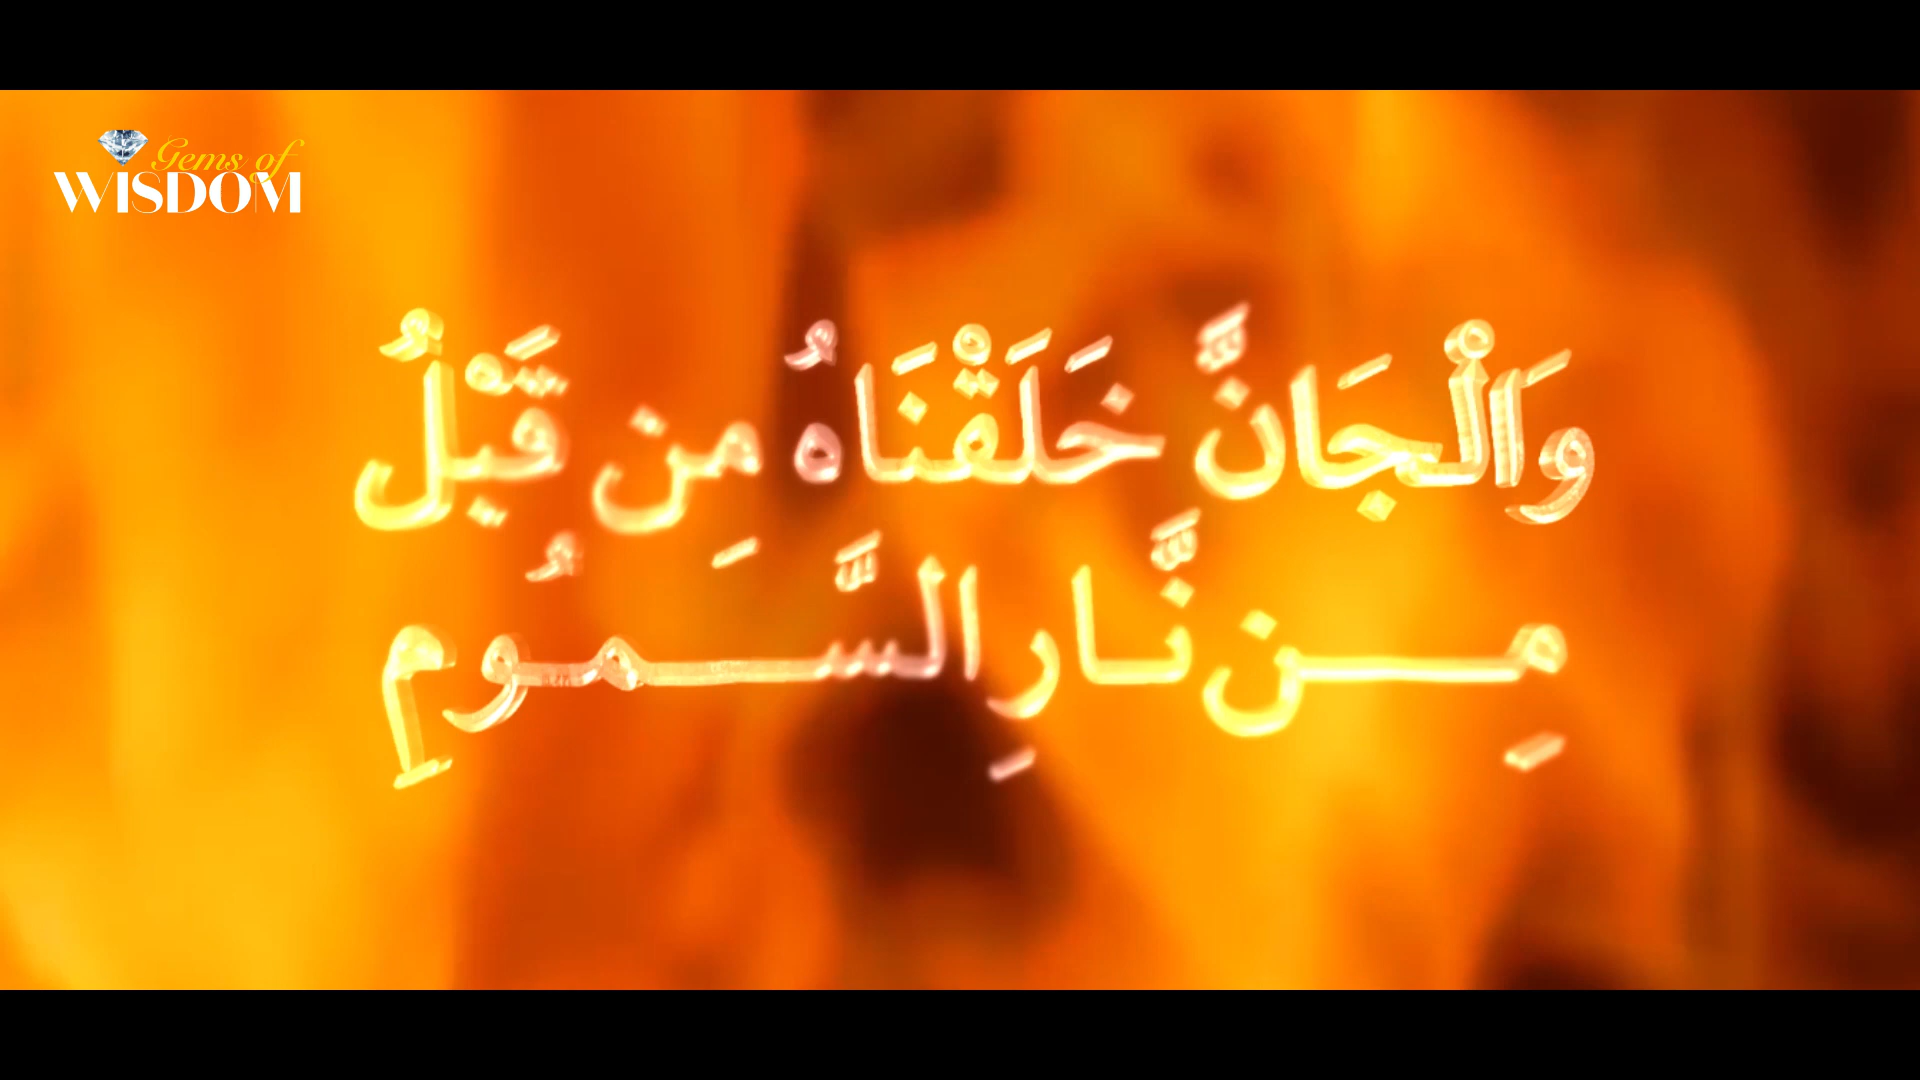 Gems of
WISDOM
وَالْجَانَّ خَلَقْنَاهُ مِن قَبْلُ
مِن نَّارِ السَّمُومِ